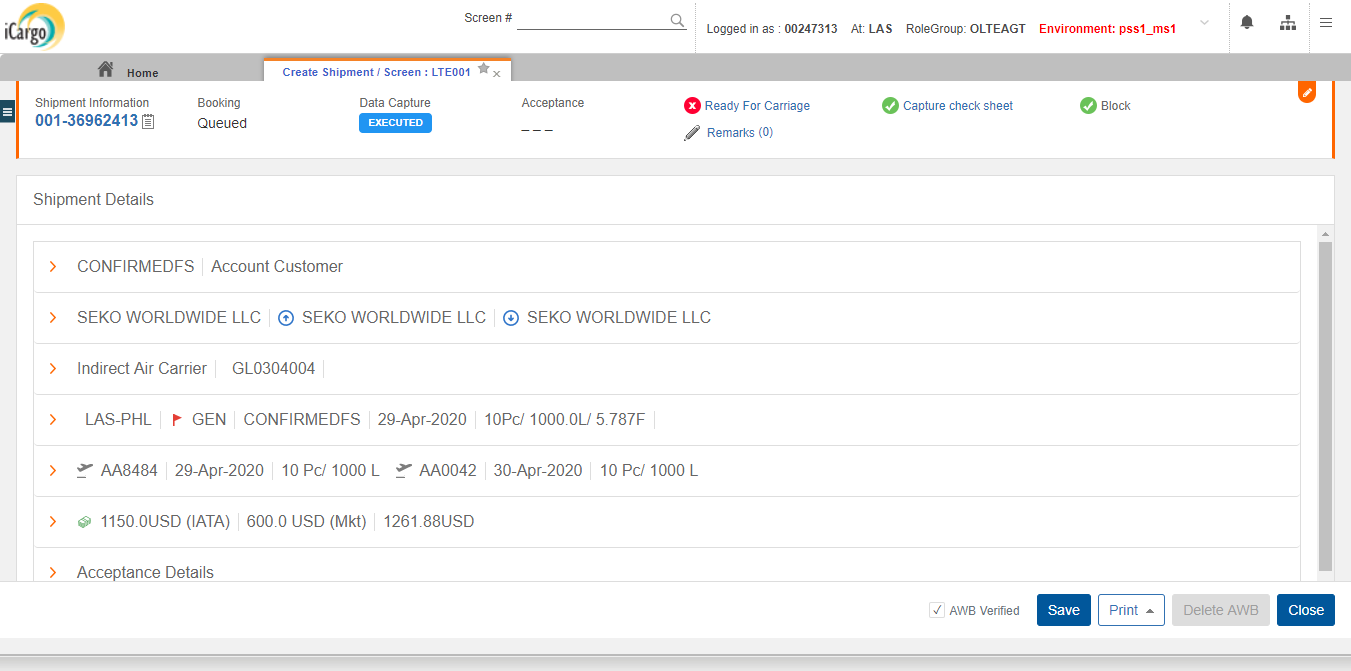 iCargo
Screen #
Logged in as : 00247313 At: LAS RoleGroup: OLTEAGT Environment: pss1_ms1
Home
Create Shipment / Screen : LTE001
Shipment Information Booking Data Capture Acceptance Ready For Carriage Capture check sheet Block
001-36962413 Queued EXECUTED _ _ _ Remarks (0)
Shipment Details
CONFIRMEDFS Account Customer
SEKO WORLDWIDE LLC SEKO WORLDWIDE LLC SEKO WORLDWIDE LLC
Indirect Air Carrier GL0304004
LAS-PHL GEN CONFIRMEDFS 29-Apr-2020 10Pc/ 1000.0L/ 5.787F
AA8484 29-Apr-2020 10 Pc/ 1000 L AA0042 30-Apr-2020 10 Pc/ 1000 L
1150.0USD (IATA) 600.0 USD (Mkt) 1261.88USD
Acceptance Details
AWB Verified Save Print Delete AWB Close